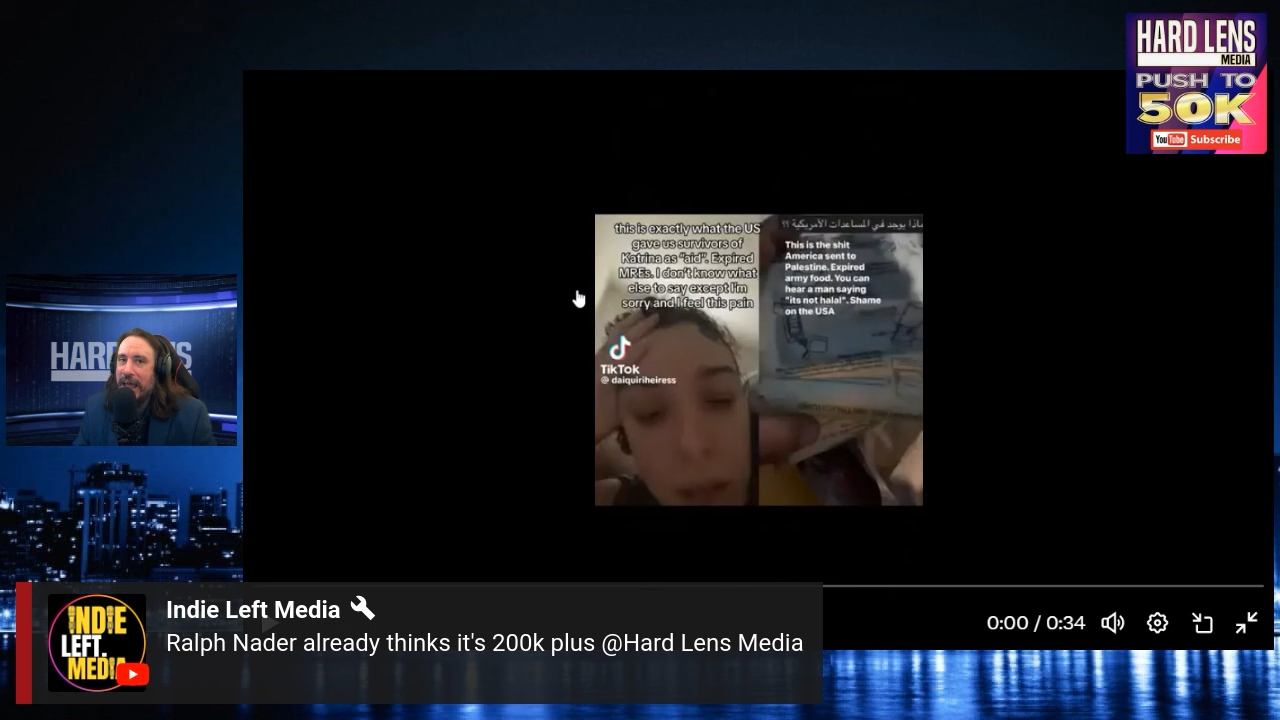 HARD LENS
MEDIA
PUSH TO
50K
YouTube Subscribe
this is exactly what the US
gave us survivors of
Katrina as "aid". Expired
MREs. I don't know what
else to say except I'm
sorry and I feel this pain
ماذا يوجد في المساعدات الأمريكية ؟؟
This is the shit
America sent to
Palestine. Expired
army food. You can
hear a man saying
"its not halal". Shame
on the USA
TikTok
@ daiquiriheiress
INDIE
LEFT.
MEDIA
Indie Left Media
Ralph Nader already thinks it's 200k plus @Hard Lens Media
0:00 / 0:34